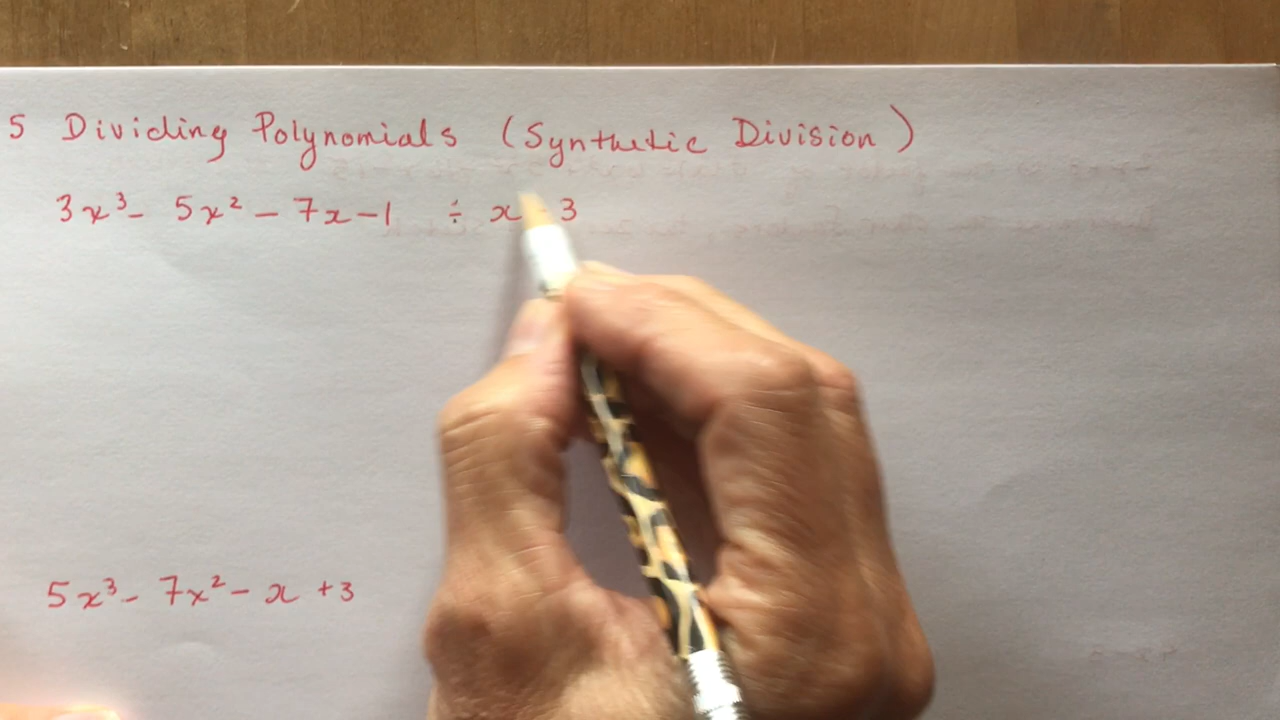 5 Dividing Polynomials (Synthetic Division)
3x³- 5x² - 7x-1 ÷ x 3
5x³- 7x² - x +3